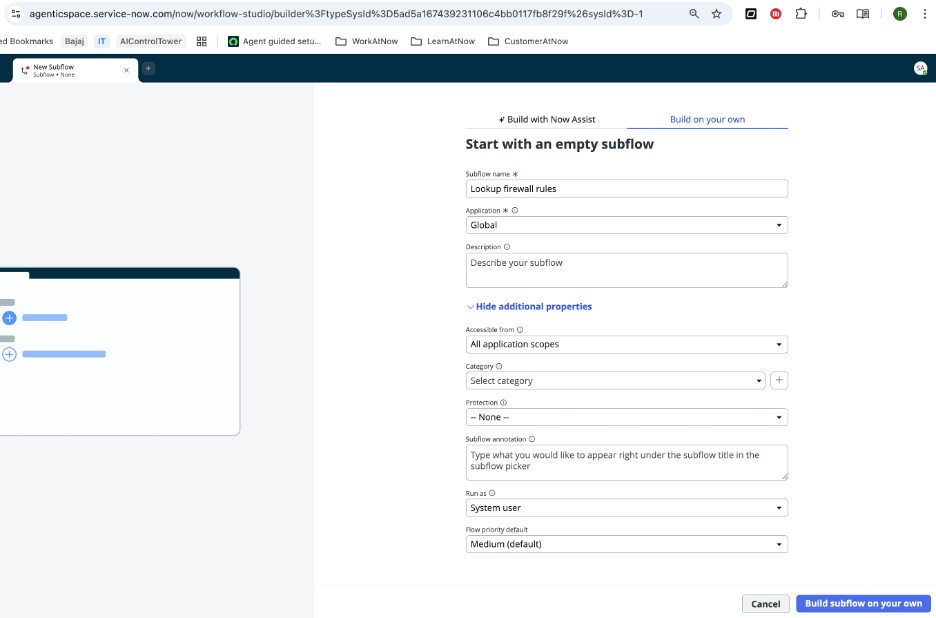 agenticspace.service-now.com/now/workflow-studio/builder%3FtypeSysId%3D5ad5a167439231106c4bb0117fb8f29f%26sysId%3D-1
R
ed Bookmarks
Bajaj
IT
AIControlTower
Agent guided setu...
WorkAtNow
LearnAtNow
CustomerAtNow
New Subflow
Subflow • None
SA
Build with Now Assist
Build on your own
Start with an empty subflow
Subflow name *
Lookup firewall rules
Application *
Global
Description
Describe your subflow
Hide additional properties
Accessible from
All application scopes
Category
Select category
Protection
-- None --
Subflow annotation
Type what you would like to appear right under the subflow title in the
subflow picker
Run as
System user
Flow priority default
Medium (default)
Cancel
Build subflow on your own